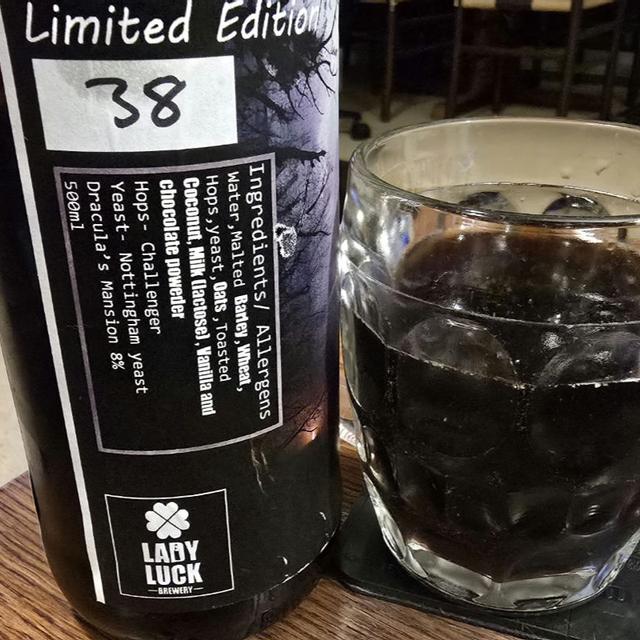 Limited Edition
38
Ingredients/ Allergens
Water,Malted Barley,Wheat,
Hops,yeast,Oats,Toasted
Coconut, Milk (lactose), Vanilla and
chocolate powder
Hops- Challenger
Yeast- Nottingham yeast
Dracula's Mansion 8%
500ml
LADY
LUCK
BREWERY